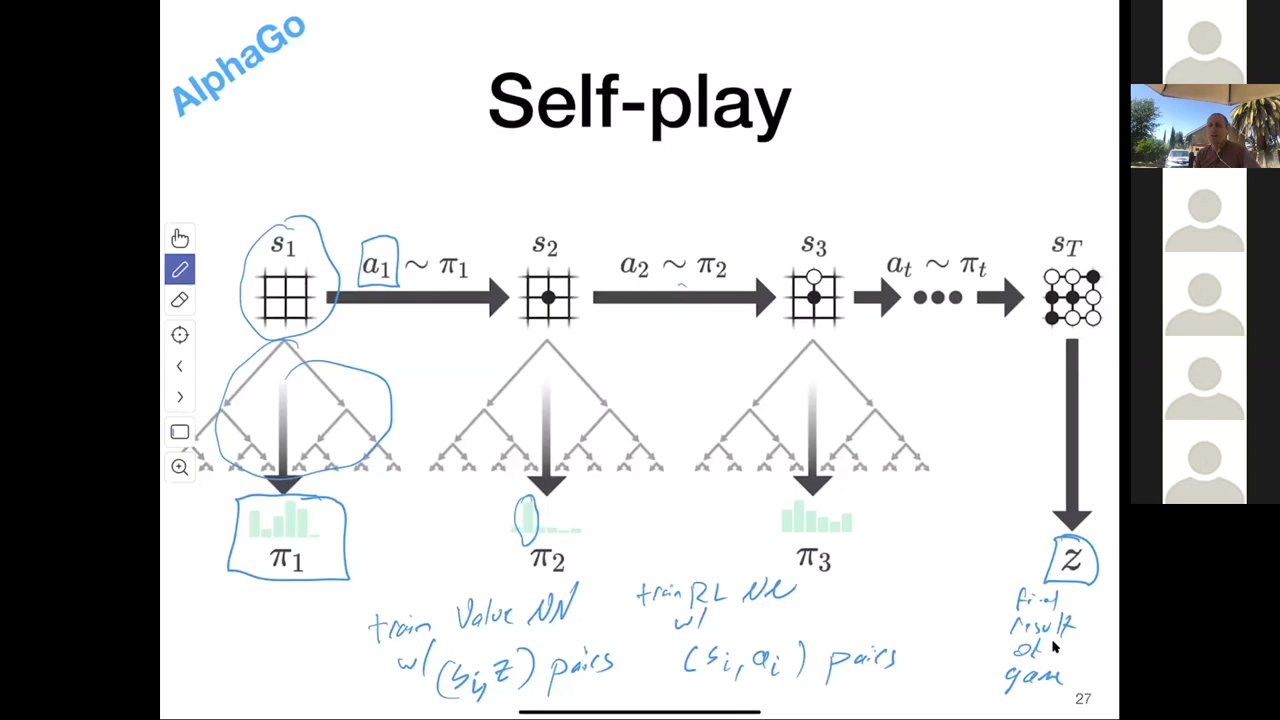 AlphaGo
Self-play
s1
a1 ~ π1
s2
a2 ~ π2
s3
at ~ πt
sT
π1
π2
π3
z
train Value NN
w/ (si, z) pairs
train RL NN
w/
(si, ai) pairs
final
result
of
game
27